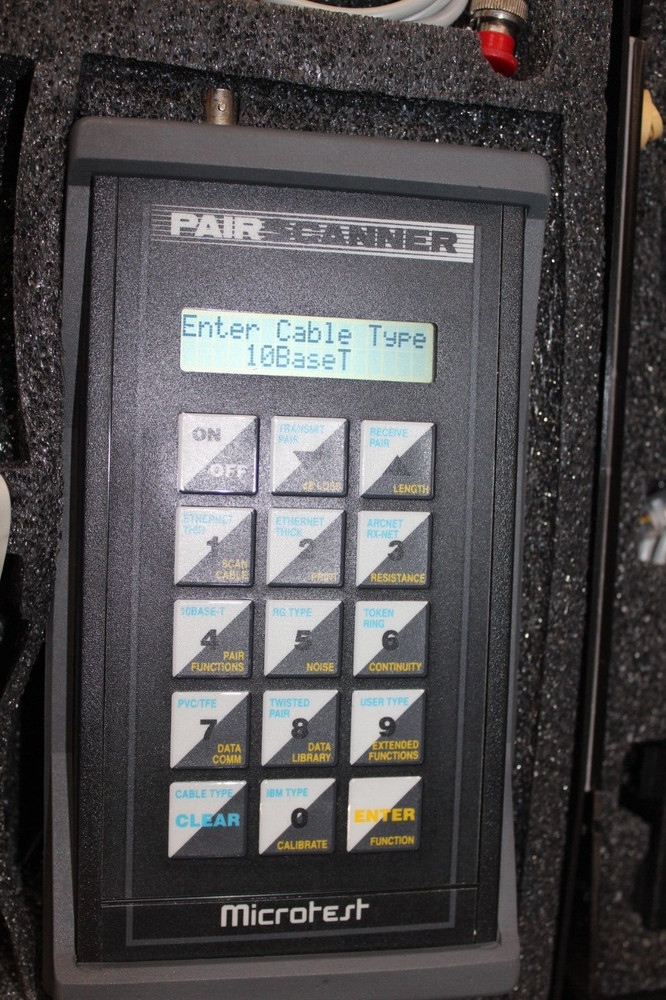 PAIR SCANNER
Enter Cable Type
10BaseT
ON
OFF
TRANSMIT
PAIR
dB LOSS
RECEIVE
PAIR
LENGTH
ETHERNET
THIN
1
SCAN
CABLE
ETHERNET
THICK
2
PRINT
ARCNET
RX-NET
3
RESISTANCE
10BASE-T
4
PAIR
FUNCTIONS
RG TYPE
5
NOISE
TOKEN
RING
6
CONTINUITY
PVC/TFE
7
DATA
COMM
TWISTED
PAIR
8
DATA
LIBRARY
USER TYPE
9
EXTENDED
FUNCTIONS
CABLE TYPE
CLEAR
IBM TYPE
0
CALIBRATE
ENTER
FUNCTION
Microtest